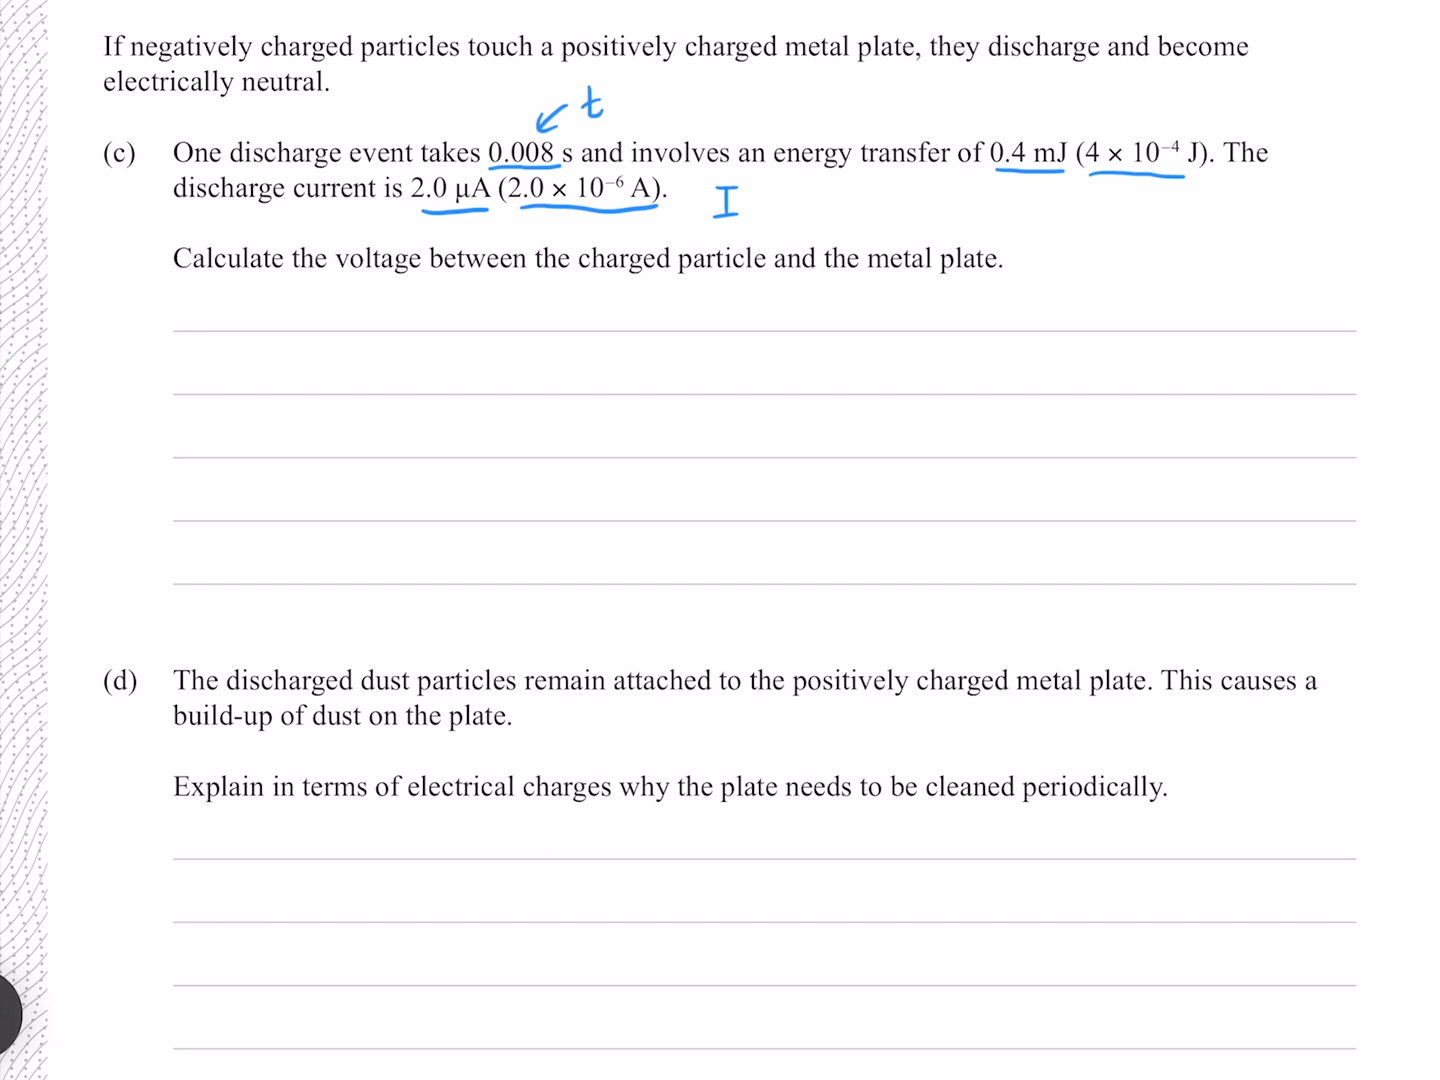 If negatively charged particles touch a positively charged metal plate, they discharge and become
electrically neutral.
t
(c) One discharge event takes 0.008 s and involves an energy transfer of 0.4 mJ (4 × 10⁻⁴ J). The
discharge current is 2.0 µA (2.0 × 10⁻⁶ A).
I
Calculate the voltage between the charged particle and the metal plate.
(d) The discharged dust particles remain attached to the positively charged metal plate. This causes a
build-up of dust on the plate.
Explain in terms of electrical charges why the plate needs to be cleaned periodically.